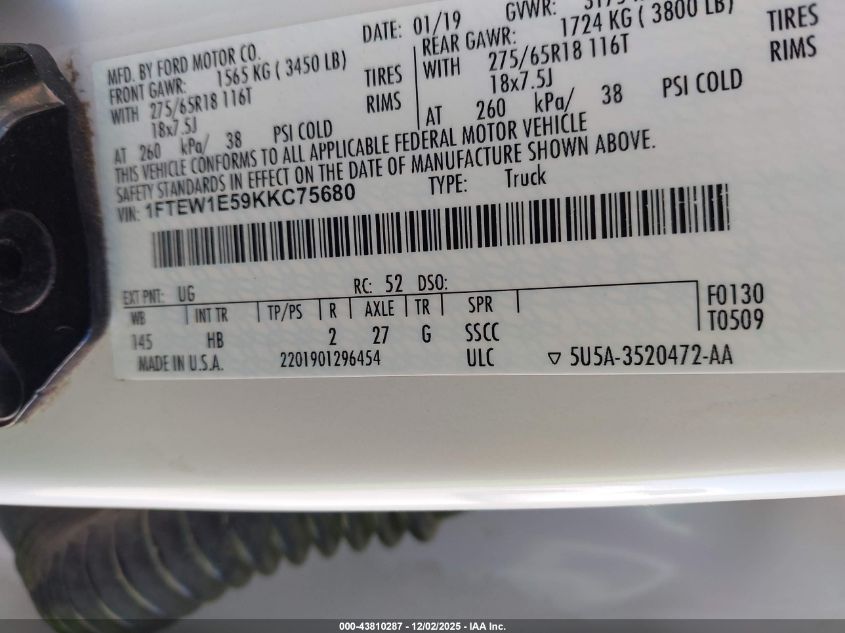 MFD. BY FORD MOTOR CO.
DATE: 01/19 GVWR:
FRONT GAWR: 1565 KG ( 3450 LB)
REAR GAWR: 1724 KG ( 3800 LB)
WITH 275/65R18 116T TIRES
WITH 275/65R18 116T TIRES
18x7.5J RIMS
18x7.5J RIMS
AT 260 kPa/ 38 PSI COLD
AT 260 kPa/ 38 PSI COLD
THIS VEHICLE CONFORMS TO ALL APPLICABLE FEDERAL MOTOR VEHICLE
SAFETY STANDARDS IN EFFECT ON THE DATE OF MANUFACTURE SHOWN ABOVE.
VIN: 1FTEW1E59KKC75680 TYPE: Truck
EXT PNT: UG RC: 52 DSO:
WB INT TR TP/PS R AXLE TR SPR F0130
145 HB 2 27 G SSCC T0509
MADE IN U.S.A. 2201901296454 ULC ▽ 5U5A-3520472-AA
000-43810287 - 12/02/2025 - IAA Inc.